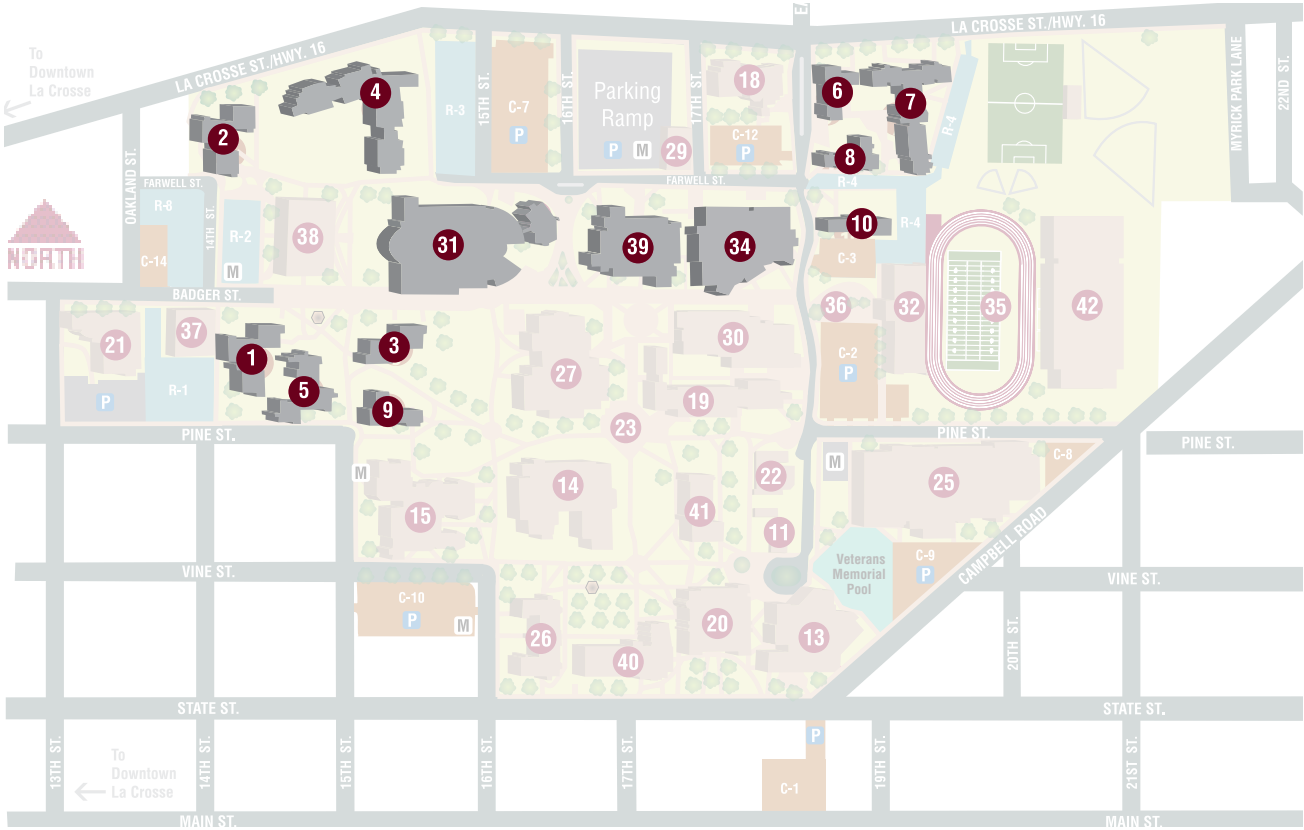 E.
LA CROSSE ST./HWY. 16
LA CROSSE ST./HWY. 16
To
Downtown
La Crosse
MYRICK PARK LANE
22ND ST.
4
R-3
15TH ST.
C-7
P
16TH ST.
Parking
Ramp
P
M
29
17TH ST.
18
C-12
P
6
7
R-4
2
8
OAKLAND ST.
FARWELL ST.
FARWELL ST.
R-4
R-8
14TH ST.
R-2
C-14
M
38
31
39
34
10
R-4
C-3
NORTH
BADGER ST.
36
32
35
42
21
37
1
3
27
30
C-2
P
P
R-1
5
9
19
23
PINE ST.
PINE ST.
PINE ST.
M
15
14
22
41
11
M
25
C-8
CAMPBELL ROAD
Veterans
Memorial
Pool
C-9
P
VINE ST.
VINE ST.
C-10
P
M
26
40
20
13
20TH ST.
STATE ST.
STATE ST.
13TH ST.
To
Downtown
La Crosse
14TH ST.
15TH ST.
16TH ST.
17TH ST.
P
C-1
19TH ST.
21ST ST.
MAIN ST.
MAIN ST.